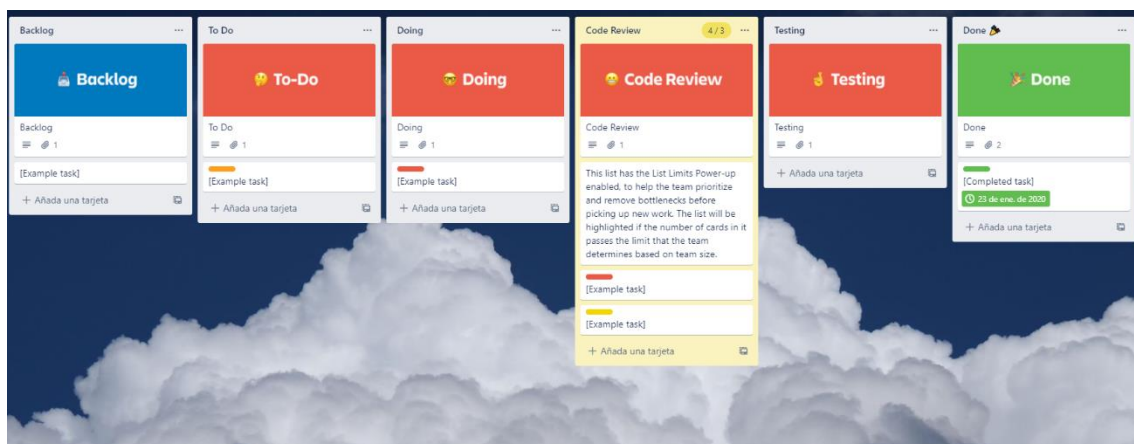 Backlog
Backlog
Backlog
1
[Example task]
+ Añada una tarjeta
To Do
To-Do
To Do
1
[Example task]
+ Añada una tarjeta
Doing
Doing
Doing
1
[Example task]
+ Añada una tarjeta
Code Review
4/3
Code Review
Code Review
1
This list has the List Limits Power-up
enabled, to help the team prioritize
and remove bottlenecks before
picking up new work. The list will be
highlighted if the number of cards in it
passes the limit that the team
determines based on team size.
[Example task]
[Example task]
+ Añada una tarjeta
Testing
Testing
Testing
1
+ Añada una tarjeta
Done
Done
Done
2
[Completed task]
23 de ene. de 2020
+ Añada una tarjeta